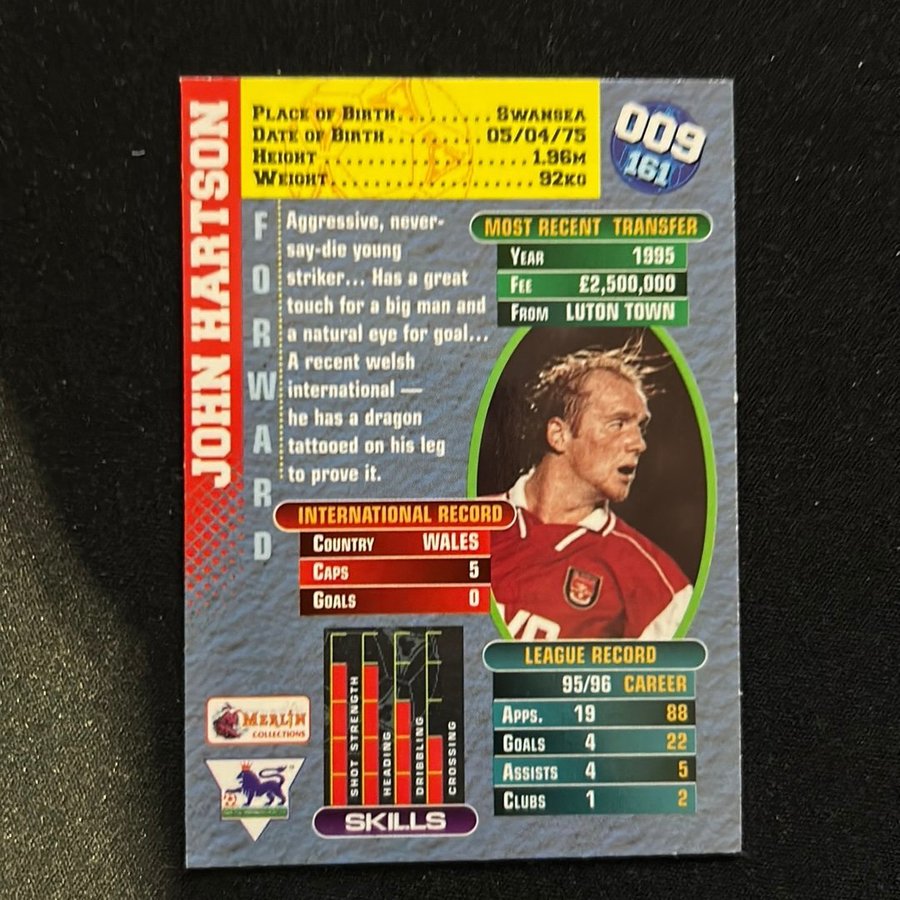 JOHN HARTSON
PLACE OF BIRTH.......... SWANSEA
DATE OF BIRTH........... 05/04/75
HEIGHT .................... 1.96M
WEIGHT.................... 92KG
009
161
FORWARD
Aggressive, never-
say-die young
striker... Has a great
touch for a big man and
a natural eye for goal...
A recent welsh
international —
he has a dragon
tattooed on his leg
to prove it.
MOST RECENT TRANSFER
YEAR 1995
FEE £2,500,000
FROM LUTON TOWN
INTERNATIONAL RECORD
COUNTRY WALES
CAPS 5
GOALS 0
SHOT STRENGTH
HEADING
DRIBBLING
CROSSING
SKILLS
LEAGUE RECORD
95/96 CAREER
APPS. 19 88
GOALS 4 22
ASSISTS 4 5
CLUBS 1 2
MERLIN
COLLECTIONS